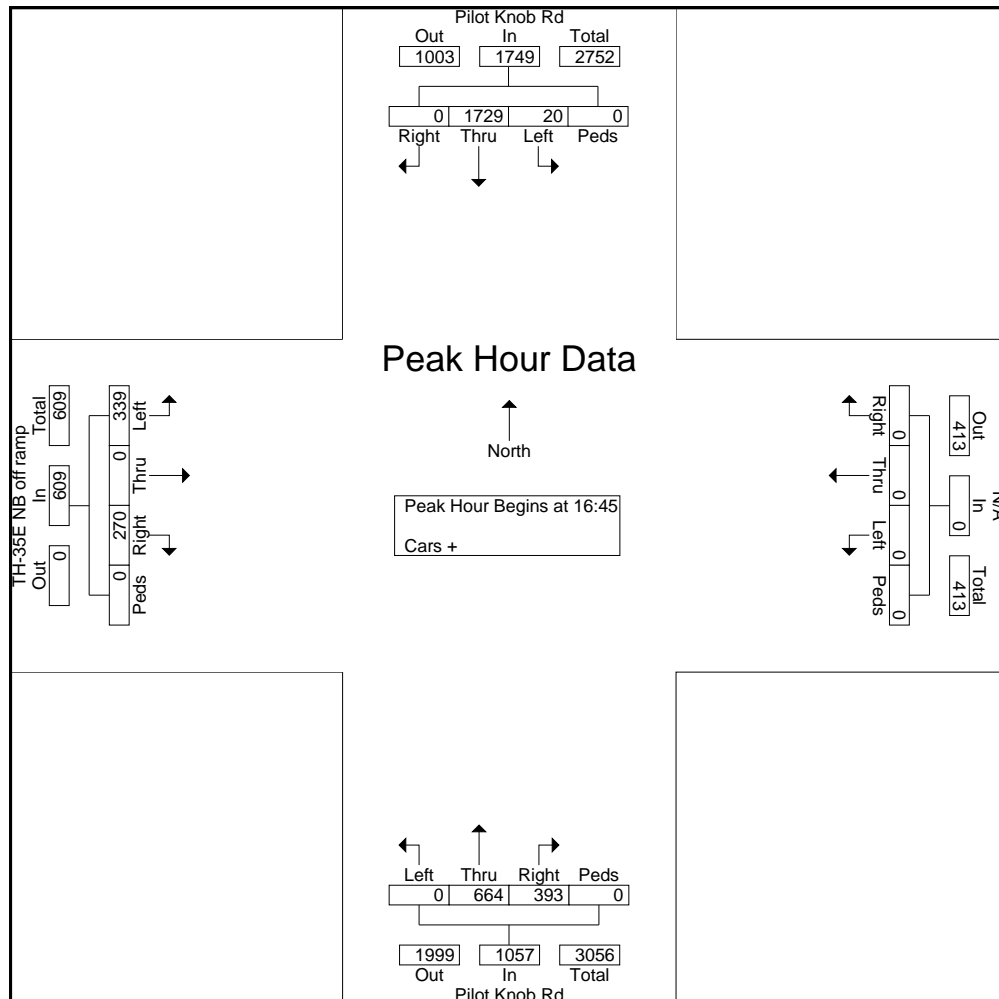 Pilot Knob Rd
Out In Total
1003 1749 2752
0 1729 20 0
Right Thru Left Peds
Peak Hour Data
North
Peak Hour Begins at 16:45
Cars +
TH-35E NB off ramp
Out In Total
0 609 609
Left Thru Right Peds
339 0 270 0
N/A
Out In Total
413 0 413
Right Thru Left Peds
0 0 0 0
Left Thru Right Peds
0 664 393 0
1999 1057 3056
Out In Total
Pilot Knob Rd